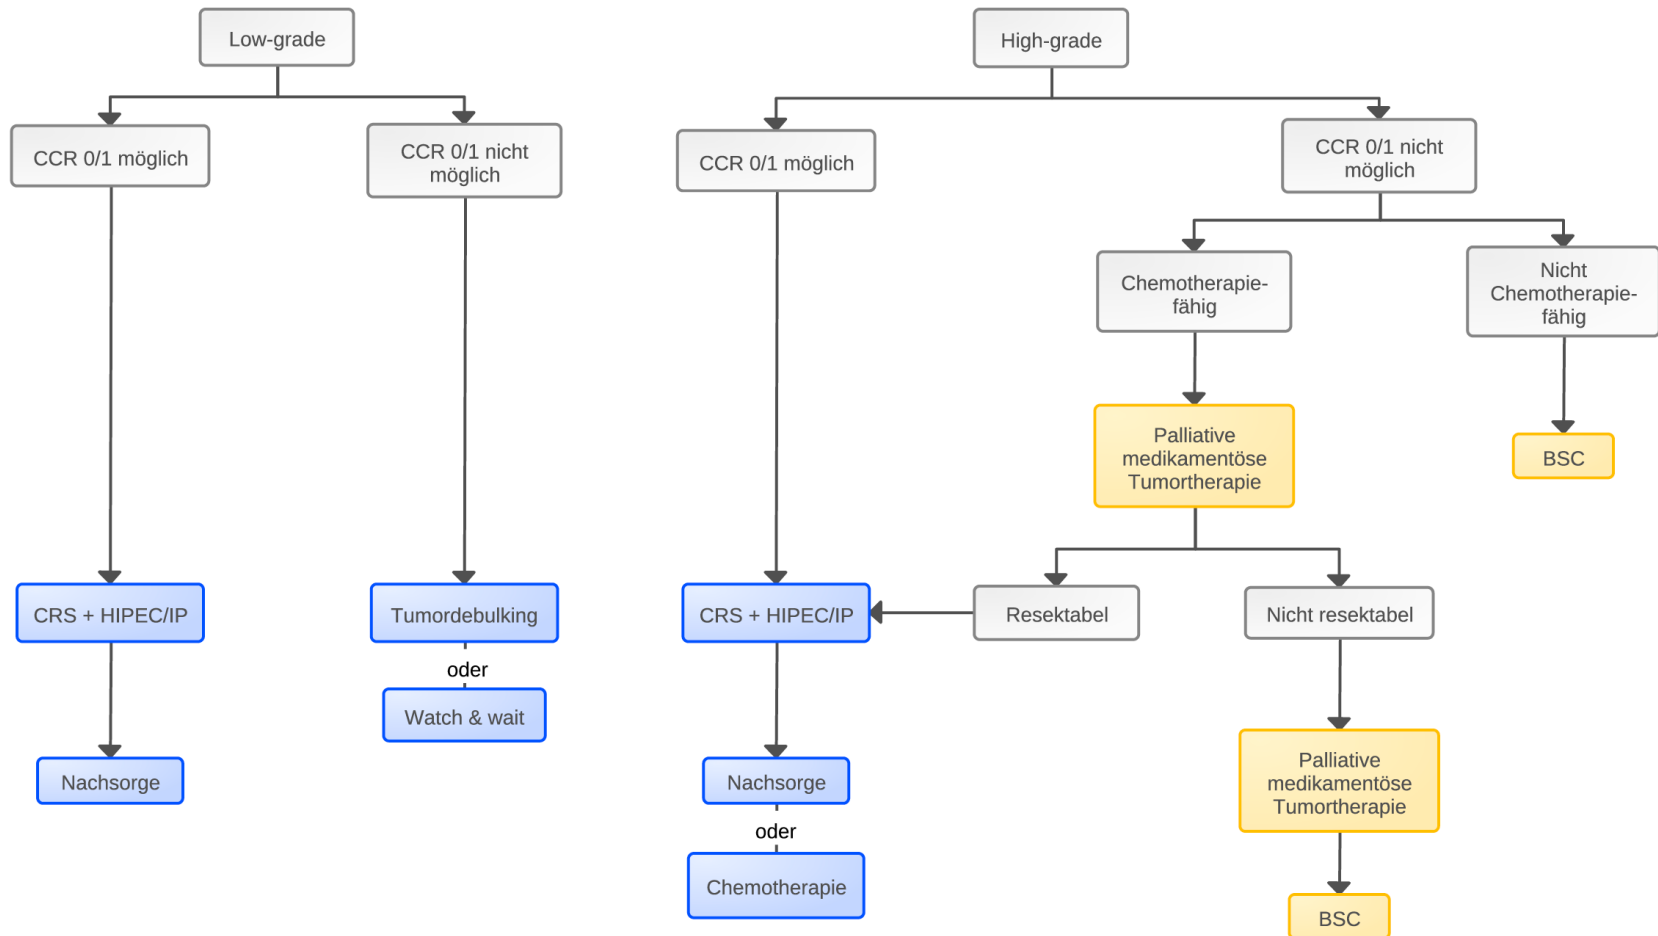 Low-grade
High-grade
CCR 0/1 möglich
CCR 0/1 nicht
möglich
CCR 0/1 möglich
CCR 0/1 nicht
möglich
Chemotherapie-
fähig
Nicht
Chemotherapie-
fähig
Palliative
medikamentöse
Tumortherapie
BSC
CRS + HIPEC/IP
Tumordebulking
oder
Watch & wait
CRS + HIPEC/IP
Resektabel
Nicht resektabel
Nachsorge
Nachsorge
oder
Chemotherapie
Palliative
medikamentöse
Tumortherapie
BSC